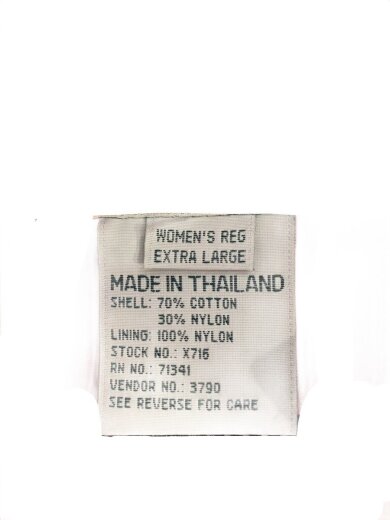 WOMEN'S REG
EXTRA LARGE
MADE IN THAILAND
SHELL: 70% COTTON
30% NYLON
LINING: 100% NYLON
STOCK NO.: X716
RN NO.: 71341
VENDOR NO.: 3790
SEE REVERSE FOR CARE